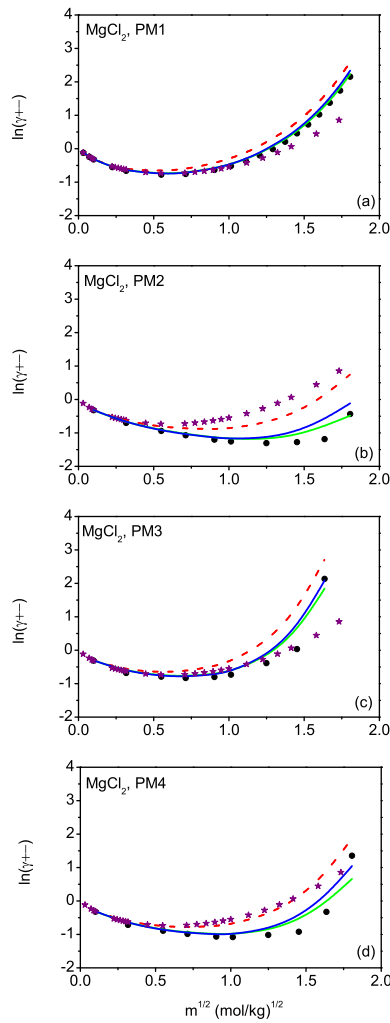 4
MgCl₂, PM1
3
2
1
0
-1
-2
ln(γ+−)
(a)
0.0 0.5 1.0 1.5 2.0
4
MgCl₂, PM2
3
2
1
0
-1
-2
ln(γ+−)
(b)
0.0 0.5 1.0 1.5 2.0
4
MgCl₂, PM3
3
2
1
0
-1
-2
ln(γ+−)
(c)
0.0 0.5 1.0 1.5 2.0
4
MgCl₂, PM4
3
2
1
0
-1
-2
ln(γ+−)
(d)
0.0 0.5 1.0 1.5 2.0
m^1/2 (mol/kg)^1/2